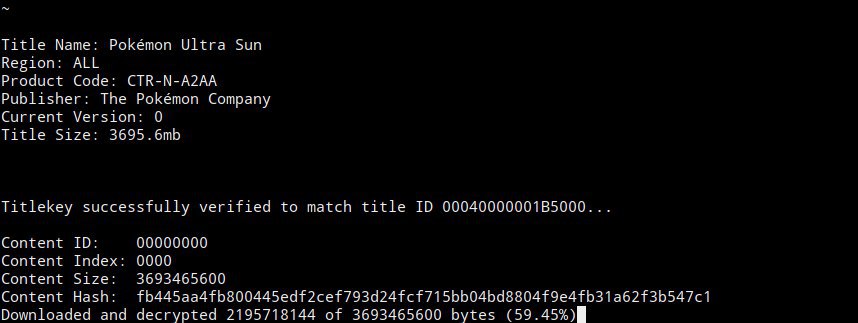 ~
Title Name: Pokémon Ultra Sun
Region: ALL
Product Code: CTR-N-A2AA
Publisher: The Pokémon Company
Current Version: 0
Title Size: 3695.6mb
Titlekey successfully verified to match title ID 00040000001B5000...
Content ID:    00000000
Content Index: 0000
Content Size:  3693465600
Content Hash:  fb445aa4fb800445edf2cef793d24fcf715bb04bd8804f9e4fb31a62f3b547c1
Downloaded and decrypted 2195718144 of 3693465600 bytes (59.45%)